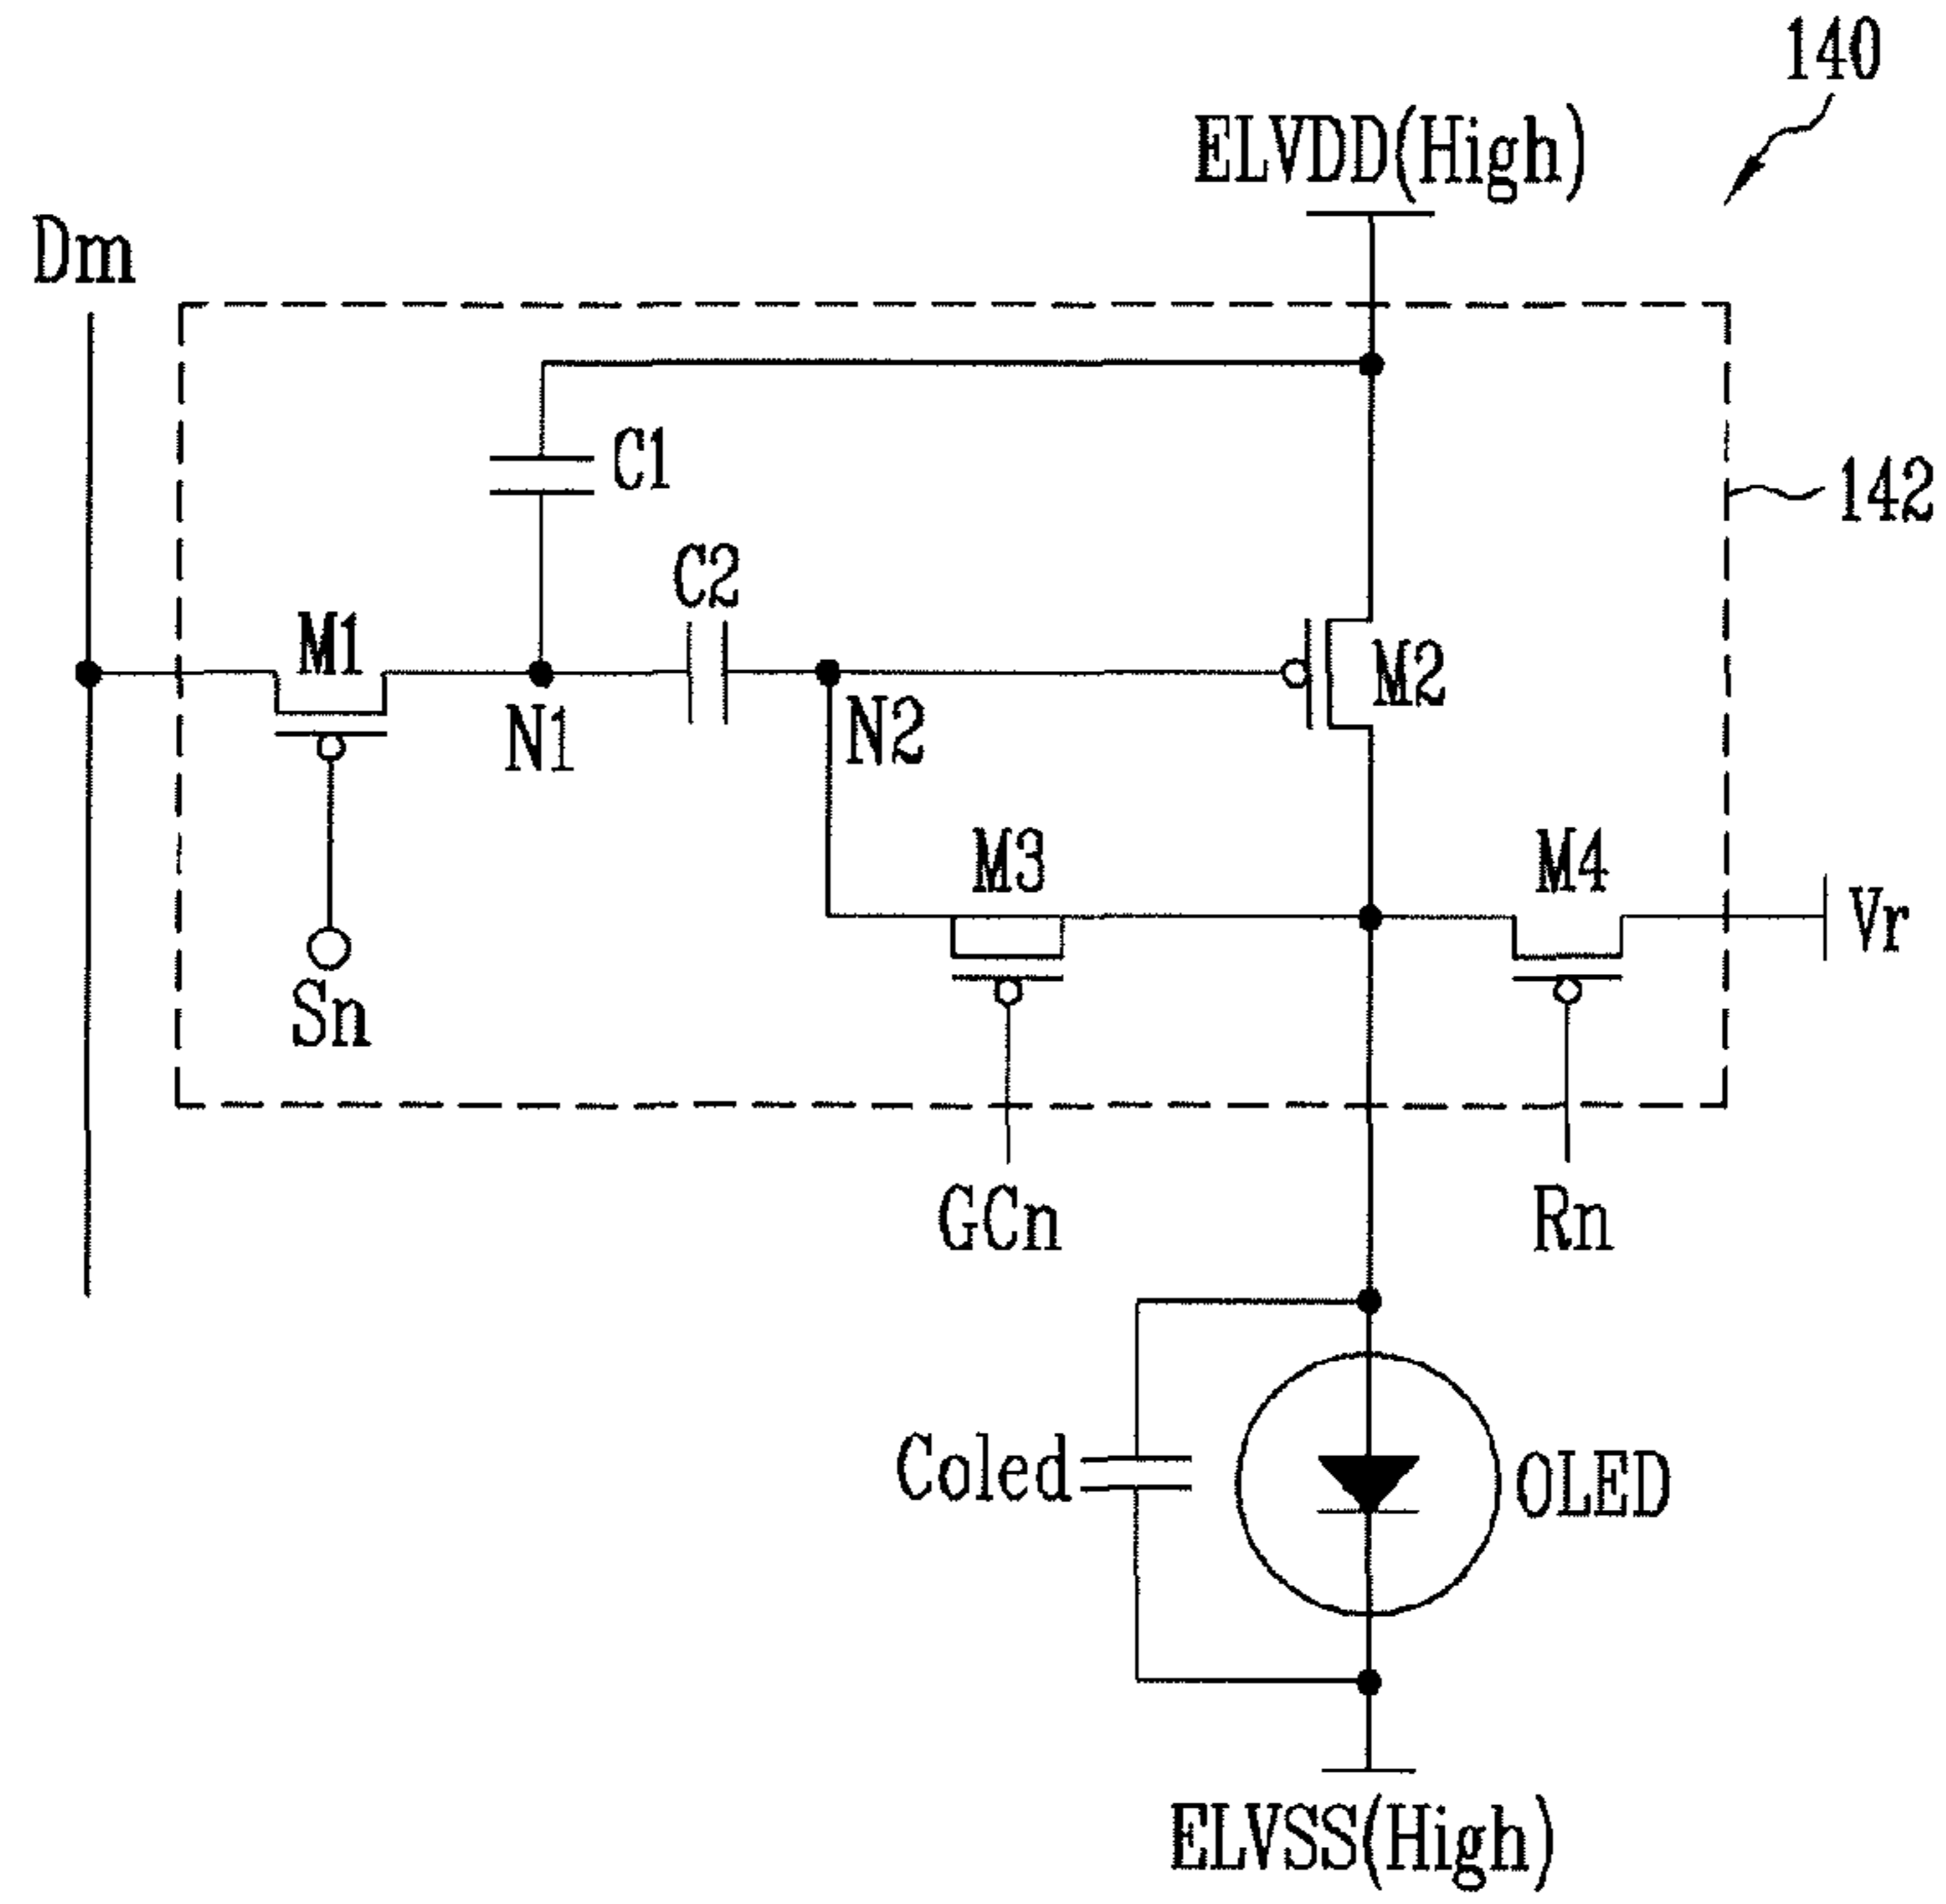 140
ELVDD(High)
Dm
C1
142
C2
M1
M2
N1
N2
M3
M4
Vr
Sn
GCn
Rn
Coled
OLED
ELVSS(High)